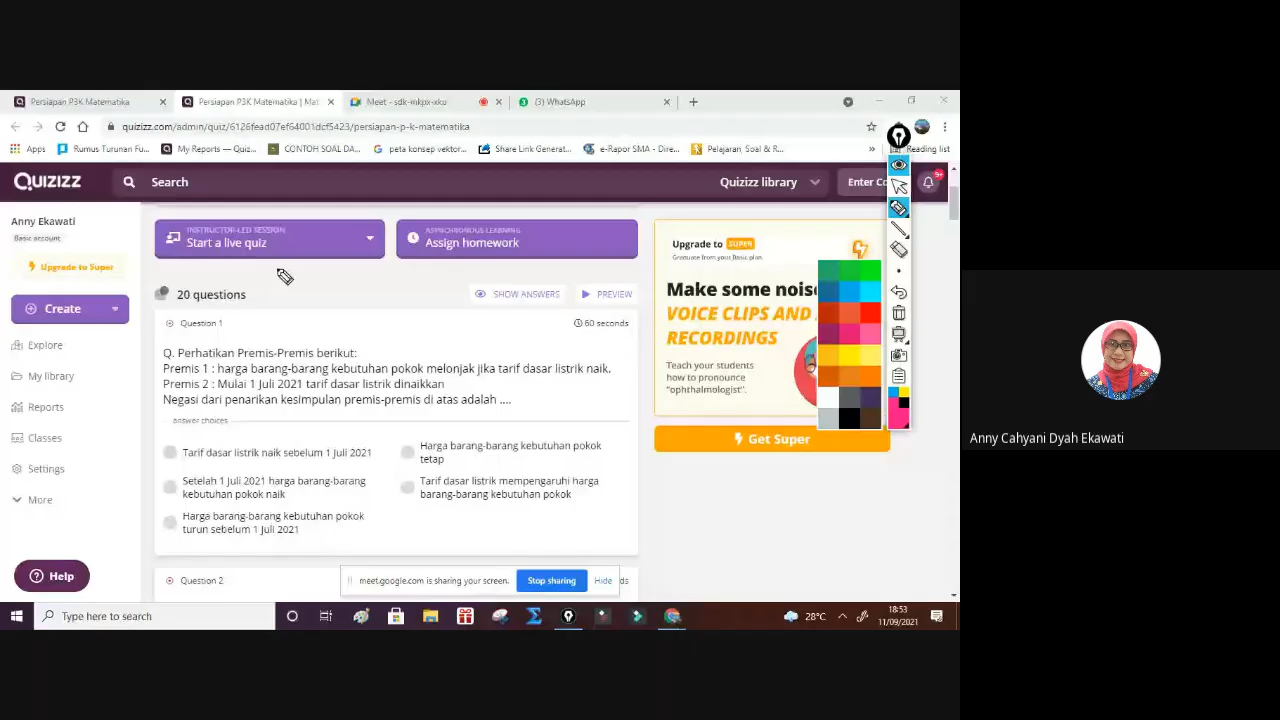 Persiapan P3K Matematika
Persiapan P3K Matematika | Mat
Meet - sdk-mkpx-xku
(3) WhatsApp
quizizz.com/admin/quiz/6126fead07ef64001dcf5423/persiapan-p-k-matematika
Apps
Rumus Turunan Fu...
My Reports — Quiz...
CONTOH SOAL DA...
peta konsep vektor...
Share Link Generat...
e-Rapor SMA - Dire...
Pelajaran, Soal & R...
»
Reading list
QUIZIZZ
Search
Quizizz library
Enter Co
9+
Anny Ekawati
Basic account
Upgrade to Super
Create
Explore
My library
Reports
Classes
Settings
More
Help
INSTRUCTOR-LED SESSION
Start a live quiz
ASYNCHRONOUS LEARNING
Assign homework
20 questions
SHOW ANSWERS
PREVIEW
Question 1
60 seconds
Q. Perhatikan Premis-Premis berikut:
Premis 1 : harga barang-barang kebutuhan pokok melonjak jika tarif dasar listrik naik.
Premis 2 : Mulai 1 Juli 2021 tarif dasar listrik dinaikkan
Negasi dari penarikan kesimpulan premis-premis di atas adalah ....
answer choices
Tarif dasar listrik naik sebelum 1 Juli 2021
Harga barang-barang kebutuhan pokok
tetap
Setelah 1 Juli 2021 harga barang-barang
kebutuhan pokok naik
Tarif dasar listrik mempengaruhi harga
barang-barang kebutuhan pokok
Harga barang-barang kebutuhan pokok
turun sebelum 1 Juli 2021
Question 2
ds
Upgrade to SUPER
Graduate from your Basic plan.
Make some noise
VOICE CLIPS AND
RECORDINGS
Teach your students
how to pronounce
"ophthalmologist".
Get Super
meet.google.com is sharing your screen.
Stop sharing
Hide
Type here to search
28°C
18:53
11/09/2021
Anny Cahyani Dyah Ekawati